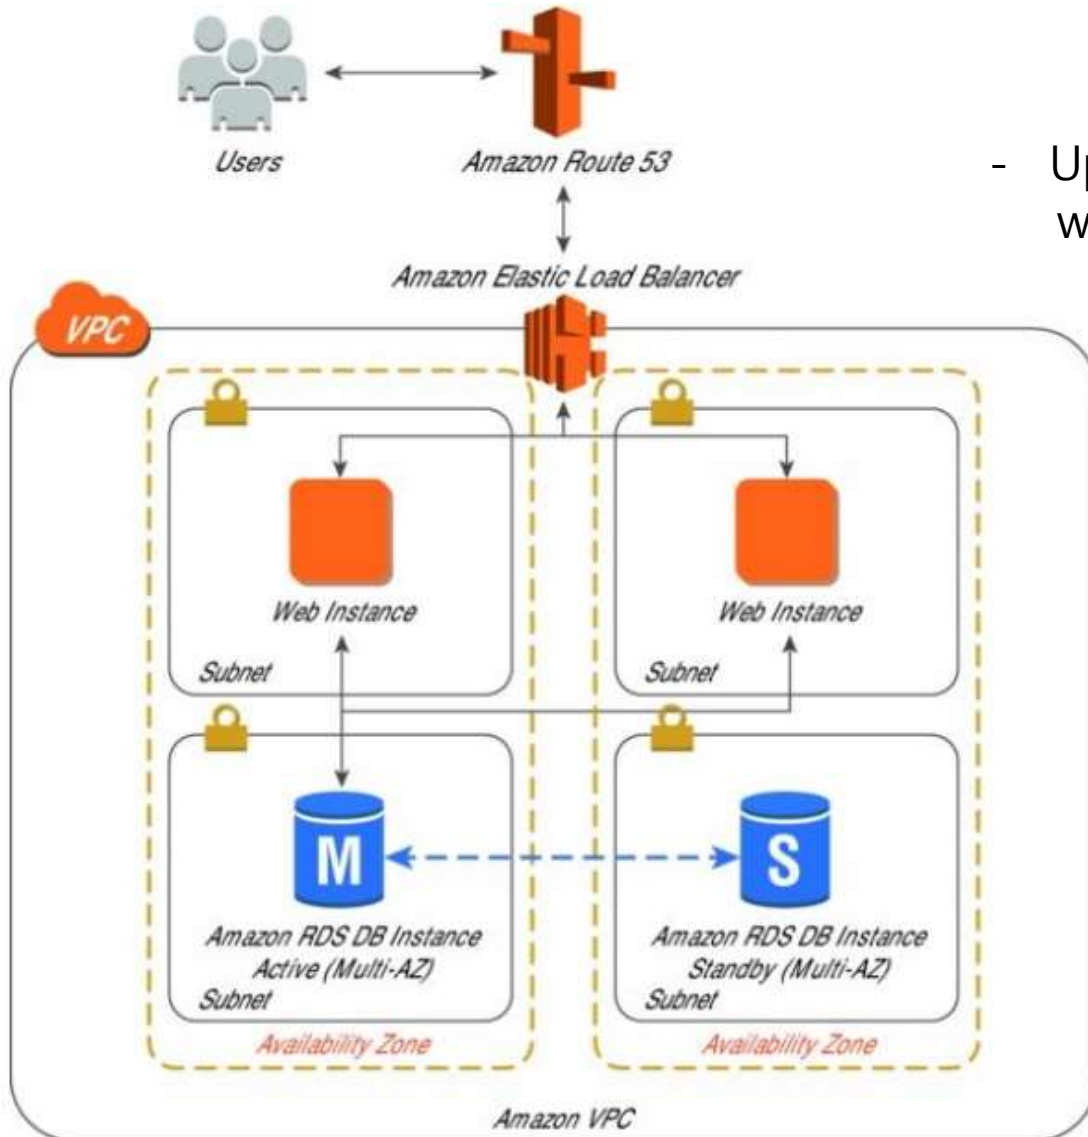 Users
Amazon Route 53
- Up
w
Amazon Elastic Load Balancer
VPC
Web Instance
Web Instance
Subnet
Subnet
M
S
Amazon RDS DB Instance
Active (Multi-AZ)
Amazon RDS DB Instance
Standby (Multi-AZ)
Subnet
Subnet
Availability Zone
Availability Zone
Amazon VPC